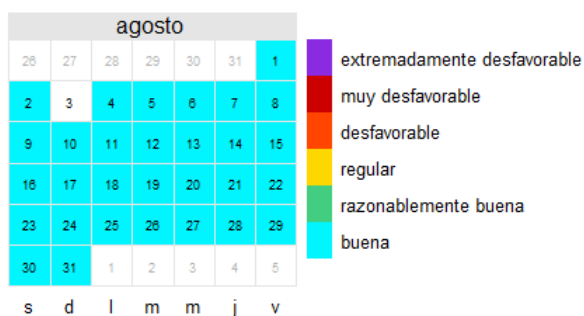 agosto
26 27 28 29 30 31 1
2 3 4 5 6 7 8
9 10 11 12 13 14 15
16 17 18 19 20 21 22
23 24 25 26 27 28 29
30 31 1 2 3 4 5
s d l m m j v
extremadamente desfavorable
muy desfavorable
desfavorable
regular
razonablemente buena
buena